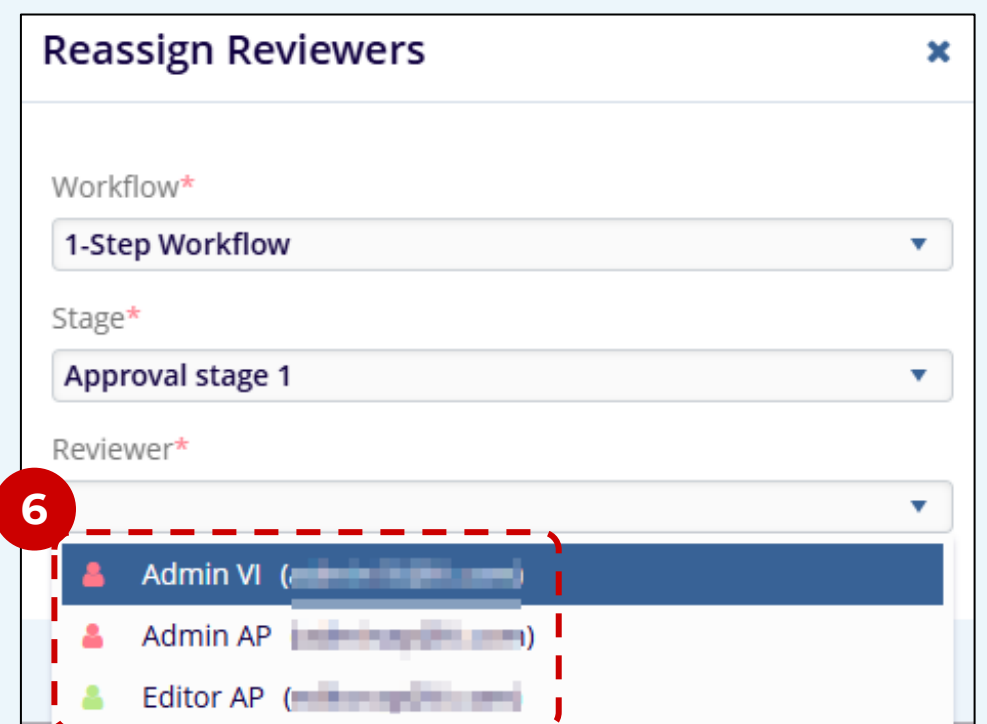 Reassign Reviewers
Workflow*
1-Step Workflow
Stage*
Approval stage 1
Reviewer*
6
Admin VI
Admin AP
Editor AP